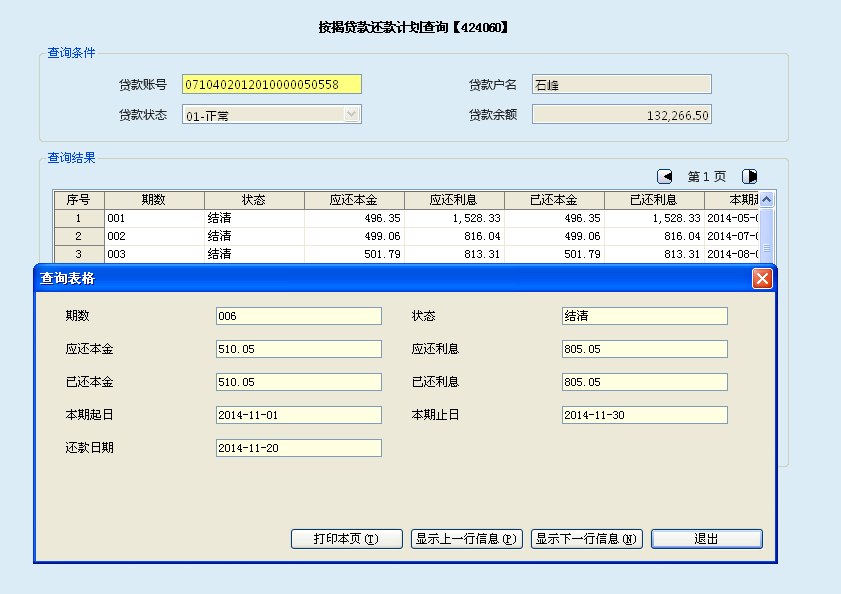 按揭贷款还款计划查询【424060】
查询条件
贷款账号 0710402012010000050558 贷款户名 石峰
贷款状态 01-正常 贷款余额 132,266.50
查询结果
第 1 页
序号 期数 状态 应还本金 应还利息 已还本金 已还利息 本期
1 001 结清 496.35 1,528.33 496.35 1,528.33 2014-05-
2 002 结清 499.06 816.04 499.06 816.04 2014-07-
3 003 结清 501.79 813.31 501.79 813.31 2014-08-
查询表格
期数 006 状态 结清
应还本金 510.05 应还利息 805.05
已还本金 510.05 已还利息 805.05
本期起日 2014-11-01 本期止日 2014-11-30
还款日期 2014-11-20
打印本页(T) 显示上一行信息(P) 显示下一行信息(N) 退出